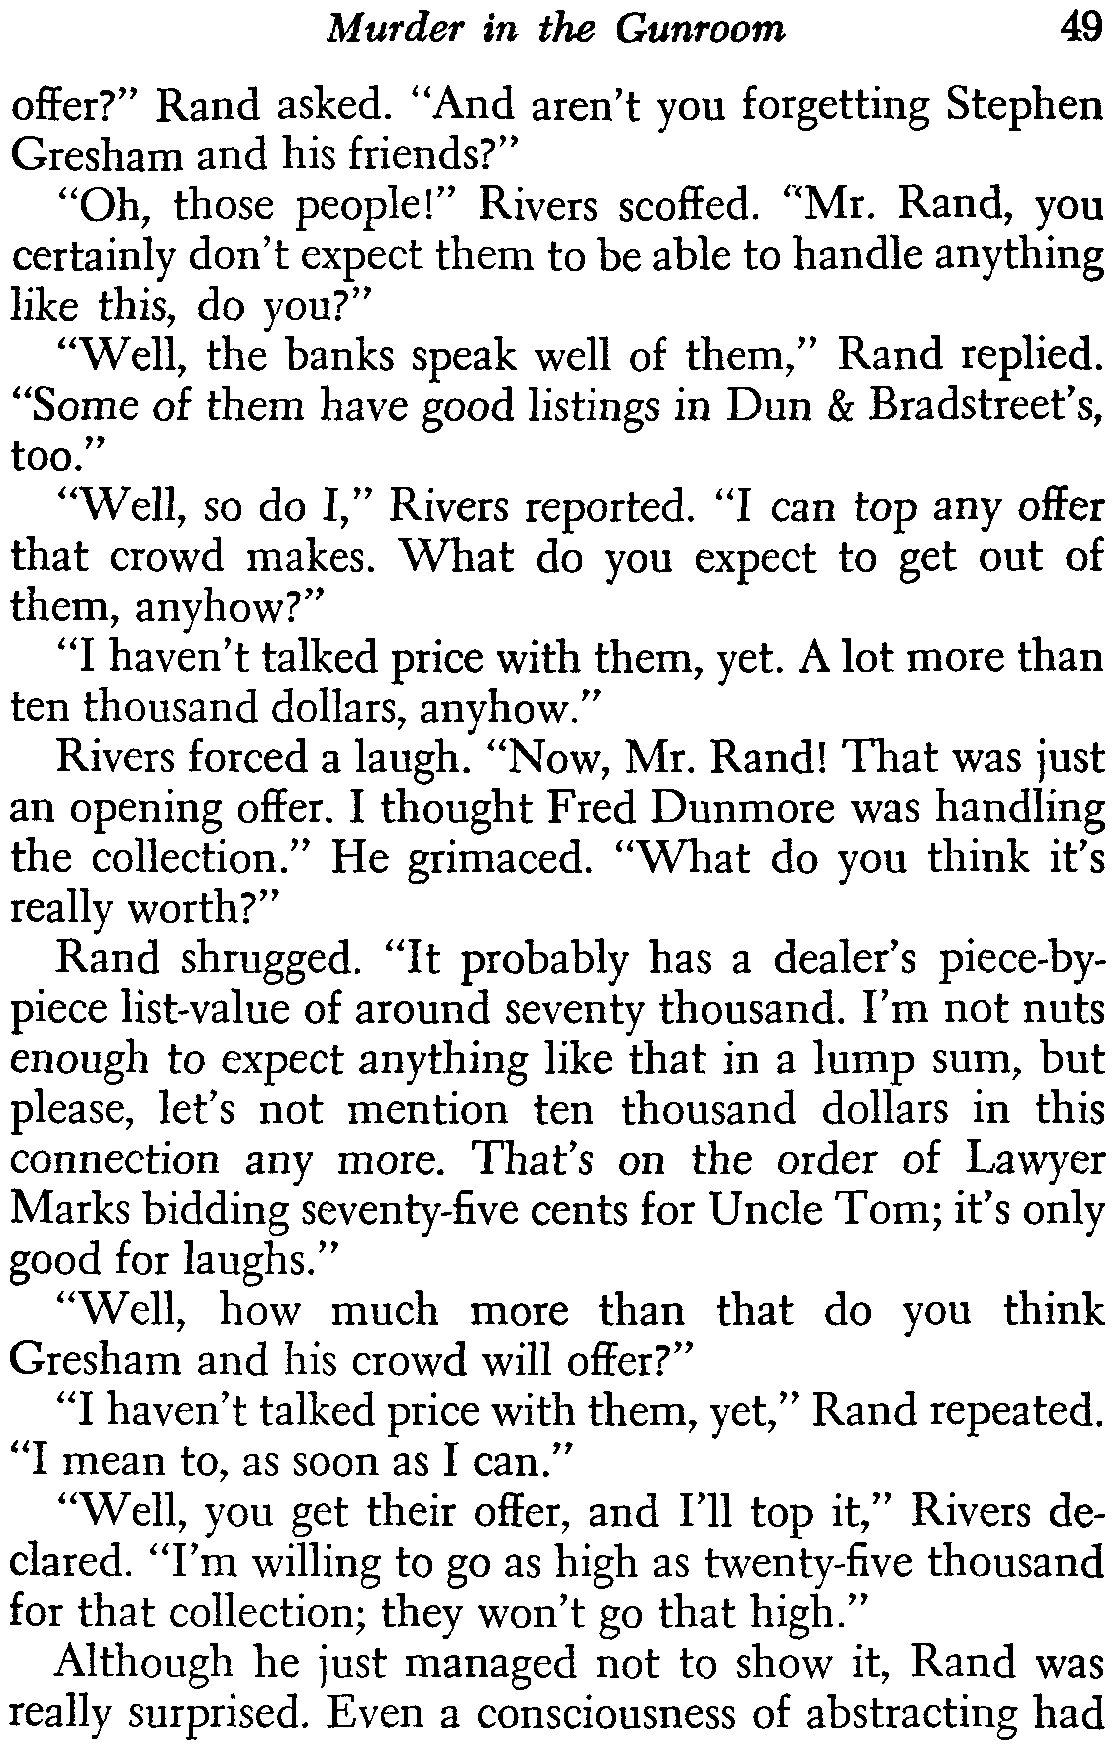 Murder in the Gunroom 49
offer?” Rand asked. “And aren’t you forgetting Stephen
Gresham and his friends?”
“Oh, those people!” Rivers scoffed. “Mr. Rand, you
certainly don’t expect them to be able to handle anything
like this, do you?”
“Well, the banks speak well of them,” Rand replied.
“Some of them have good listings in Dun & Bradstreet’s,
too.”
“Well, so do I,” Rivers reported. “I can top any offer
that crowd makes. What do you expect to get out of
them, anyhow?”
“I haven’t talked price with them, yet. A lot more than
ten thousand dollars, anyhow.”
Rivers forced a laugh. “Now, Mr. Rand! That was just
an opening offer. I thought Fred Dunmore was handling
the collection.” He grimaced. “What do you think it’s
really worth?”
Rand shrugged. “It probably has a dealer’s piece-by-
piece list-value of around seventy thousand. I’m not nuts
enough to expect anything like that in a lump sum, but
please, let’s not mention ten thousand dollars in this
connection any more. That’s on the order of Lawyer
Marks bidding seventy-five cents for Uncle Tom; it’s only
good for laughs.”
“Well, how much more than that do you think
Gresham and his crowd will offer?”
“I haven’t talked price with them, yet,” Rand repeated.
“I mean to, as soon as I can.”
“Well, you get their offer, and I’ll top it,” Rivers de-
clared. “I’m willing to go as high as twenty-five thousand
for that collection; they won’t go that high.”
Although he just managed not to show it, Rand was
really surprised. Even a consciousness of abstracting had